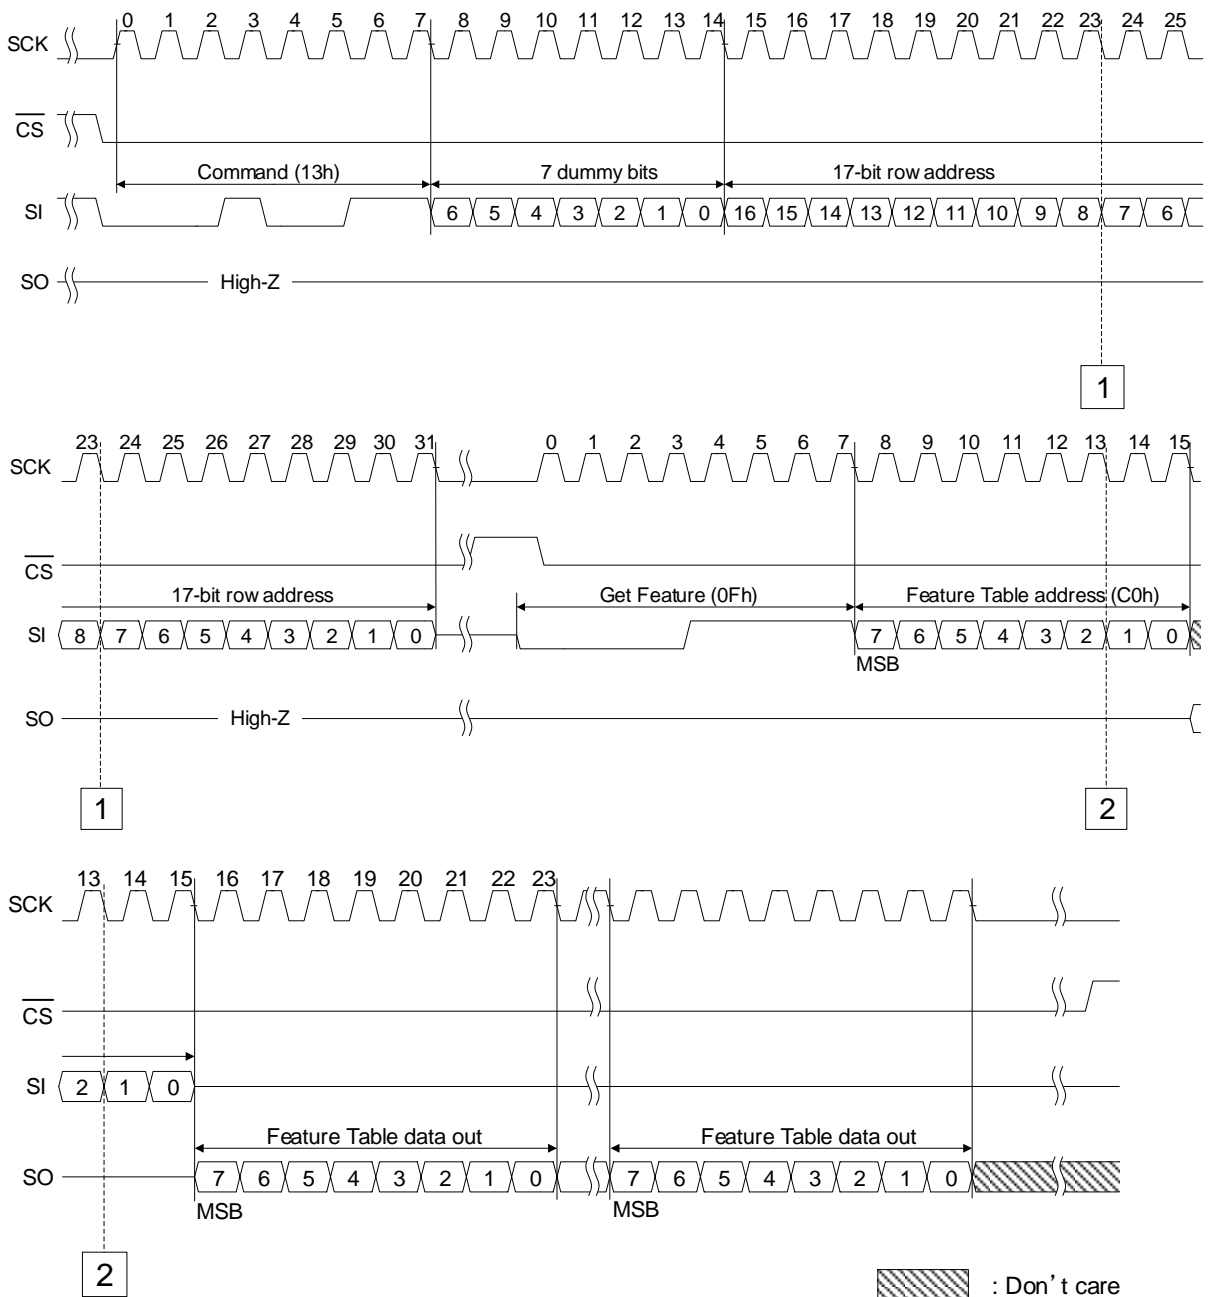 0 1 2 3 4 5 6 7 8 9 10 11 12 13 14 15 16 17 18 19 20 21 22 23 24 25
SCK
CS
Command (13h) 7 dummy bits 17-bit row address
SI 6 5 4 3 2 1 0 16 15 14 13 12 11 10 9 8 7 6
SO High-Z
1
23 24 25 26 27 28 29 30 31 0 1 2 3 4 5 6 7 8 9 10 11 12 13 14 15
SCK
CS
17-bit row address Get Feature (0Fh) Feature Table address (C0h)
SI 8 7 6 5 4 3 2 1 0 7 6 5 4 3 2 1 0
MSB
SO High-Z
1 2
13 14 15 16 17 18 19 20 21 22 23
SCK
CS
SI 2 1 0
Feature Table data out Feature Table data out
SO 7 6 5 4 3 2 1 0 7 6 5 4 3 2 1 0
MSB MSB
2
: Don't care